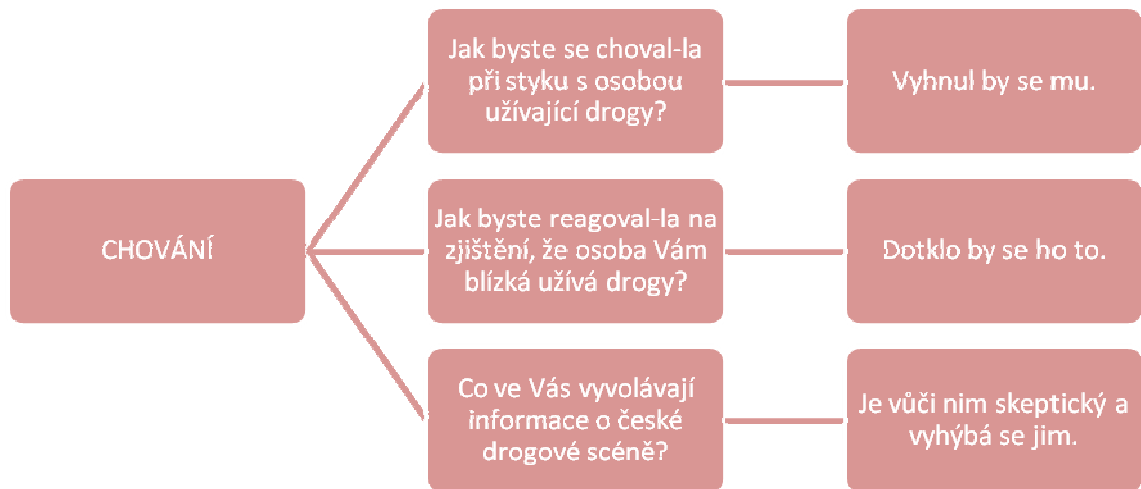 CHOVÁNÍ
Jak byste se choval-la
při styku s osobou
užívající drogy?
Vyhnul by se mu.
Jak byste reagoval-la na
zjištění, že osoba Vám
blízká užívá drogy?
Dotklo by se ho to.
Co ve Vás vyvolávají
informace o české
drogové scéně?
Je vůči nim skeptický a
vyhýbá se jim.